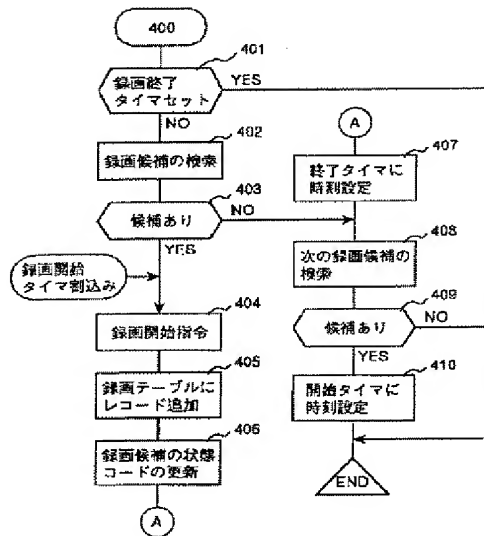 400
401
録画終了
タイマセット
YES
NO
402
録画候補の検索
403
候補あり
NO
YES
録画開始
タイマ割込み
404
録画開始指令
405
録画テーブルに
レコード追加
406
録画候補の状態
コードの更新
A
A
407
終了タイマに
時刻設定
408
次の録画候補の
検索
409
候補あり
NO
YES
410
開始タイマに
時刻設定
END